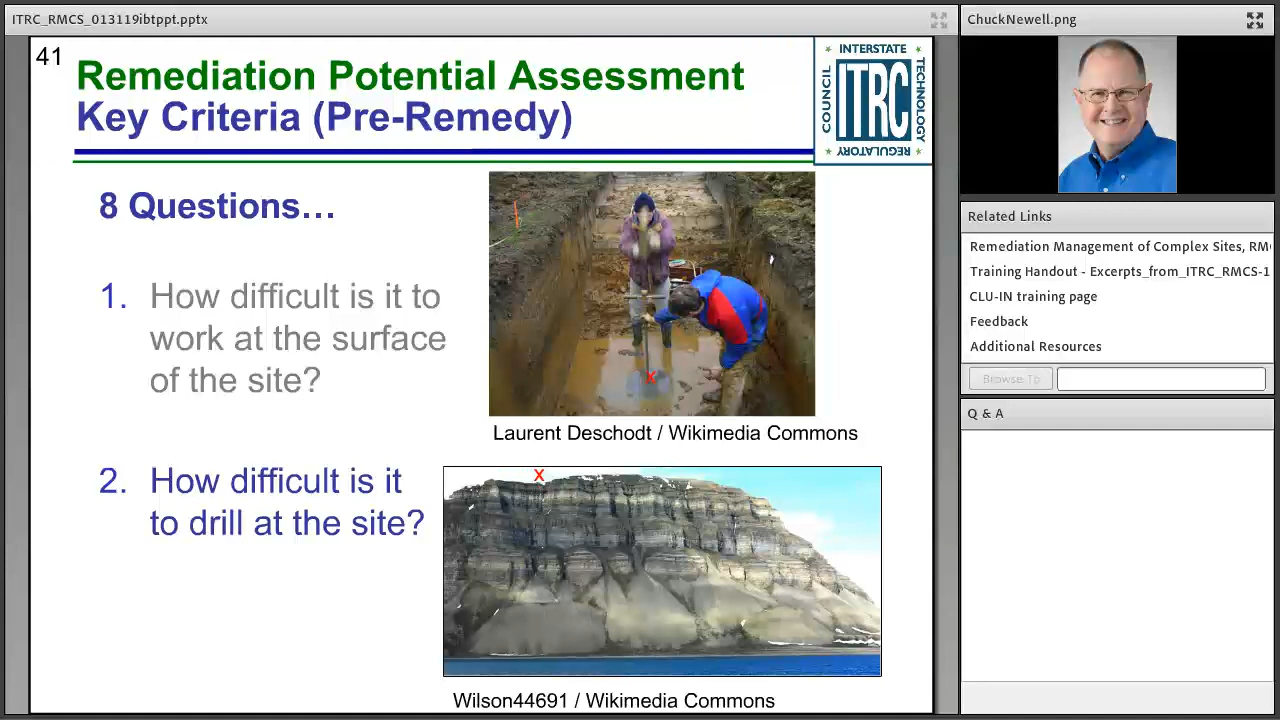 ITRC_RMCS_013119ibtppt.pptx
41
Remediation Potential Assessment
Key Criteria (Pre-Remedy)
INTERSTATE
COUNCIL
ITRC
TECHNOLOGY
REGULATORY
8 Questions…
1. How difficult is it to
work at the surface
of the site?
X
Laurent Deschodt / Wikimedia Commons
2. How difficult is it
to drill at the site?
X
Wilson44691 / Wikimedia Commons
ChuckNewell.png
Related Links
Remediation Management of Complex Sites, RM
Training Handout - Excerpts_from_ITRC_RMCS-1
CLU-IN training page
Feedback
Additional Resources
Browse To
Q & A